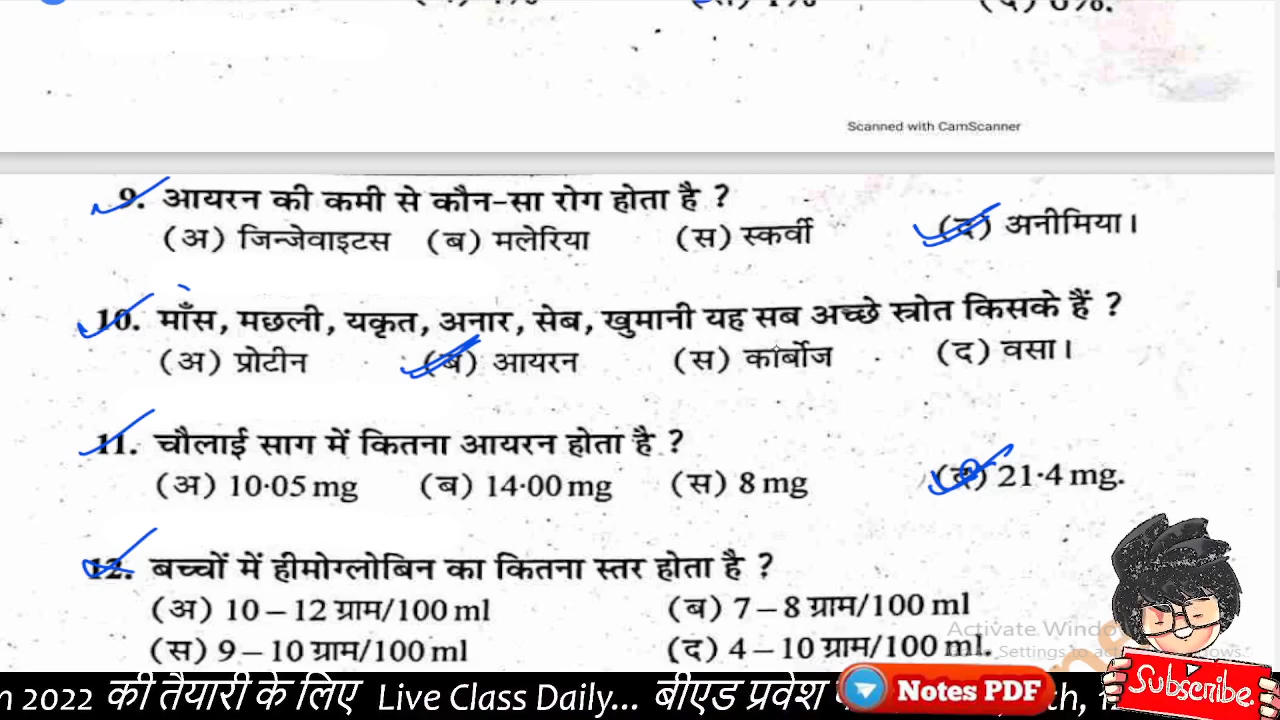 Scanned with CamScanner
9. आयरन की कमी से कौन-सा रोग होता है ?
(अ) जिन्जेवाइटस (ब) मलेरिया (स) स्कर्वी (द) अनीमिया।
10. माँस, मछली, यकृत, अनार, सेब, खुमानी यह सब अच्छे स्त्रोत किसके हैं ?
(अ) प्रोटीन (ब) आयरन (स) कार्बोज (द) वसा।
11. चौलाई साग में कितना आयरन होता है ?
(अ) 10·05 mg (ब) 14·00 mg (स) 8 mg (द) 21·4 mg.
12. बच्चों में हीमोग्लोबिन का कितना स्तर होता है ?
(अ) 10 – 12 ग्राम/100 ml (ब) 7 – 8 ग्राम/100 ml
(स) 9 – 10 ग्राम/100 ml (द) 4 – 10 ग्राम/100 ml.
Activate
Settings to
2022 की तैयारी के लिए Live Class Daily... बीएड प्रवेश
Notes PDF
Subscribe.